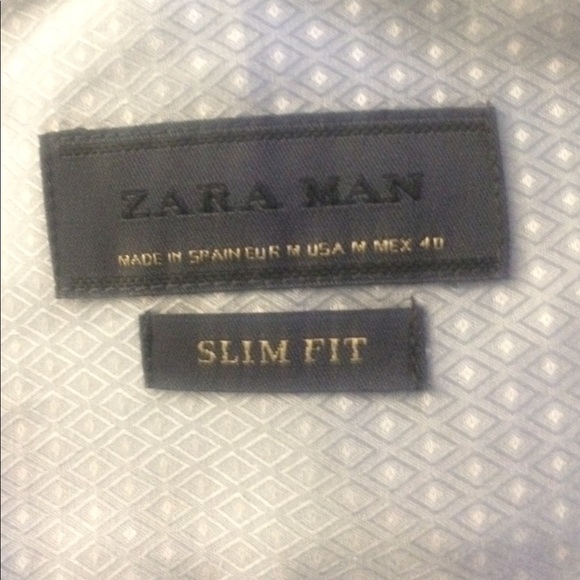 ZARA MAN
MADE IN SPAIN EUR M USA M MEX 40
SLIM FIT